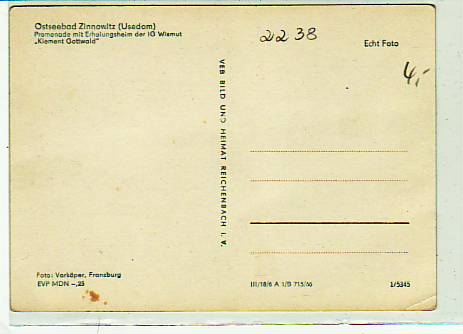 Ostseebad Zinnowitz (Usedom)
Promenade mit Erholungsheim der IG Wismut
„Klement Gottwald"
2238
Echt Foto
4,-
VEB BILD UND HEIMAT REICHENBACH I. V.
Foto: Vorköper, Franzburg
EVP MDN –,25
III/18/6 A 1/B 715/66
1/5345